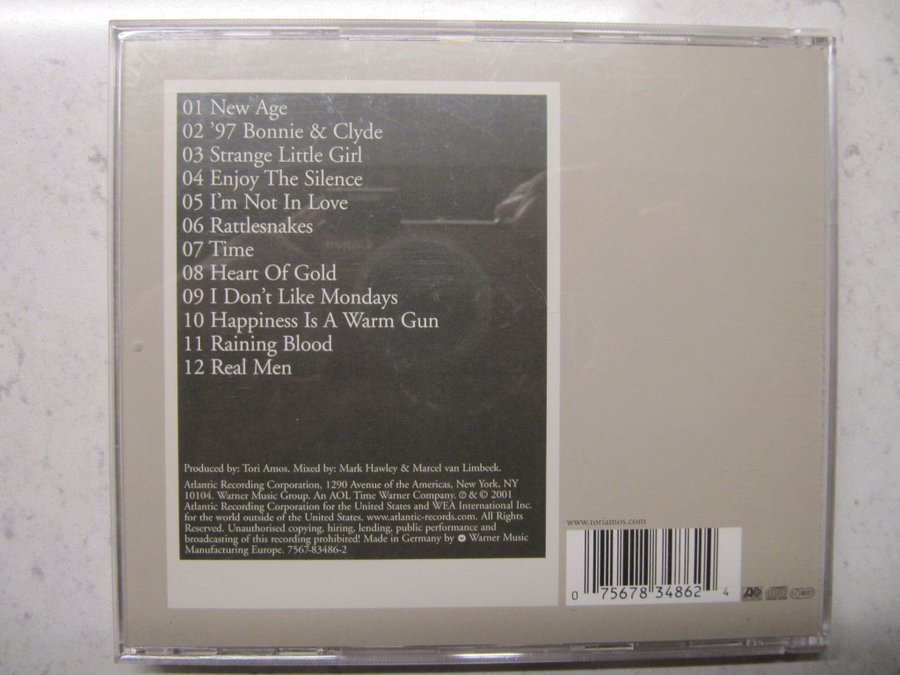 01 New Age
02 '97 Bonnie & Clyde
03 Strange Little Girl
04 Enjoy The Silence
05 I'm Not In Love
06 Rattlesnakes
07 Time
08 Heart Of Gold
09 I Don't Like Mondays
10 Happiness Is A Warm Gun
11 Raining Blood
12 Real Men
Produced by: Tori Amos. Mixed by: Mark Hawley & Marcel van Limbeek.
Atlantic Recording Corporation, 1290 Avenue of the Americas, New York, NY
10104. Warner Music Group. An AOL Time Warner Company. ℗ & © 2001
Atlantic Recording Corporation for the United States and WEA International Inc.
for the world outside of the United States. www.atlantic-records.com. All Rights
Reserved. Unauthorised copying, hiring, lending, public performance and
broadcasting of this recording prohibited! Made in Germany by Warner Music
Manufacturing Europe. 7567-83486-2
www.toriamos.com
0 75678 34862 4